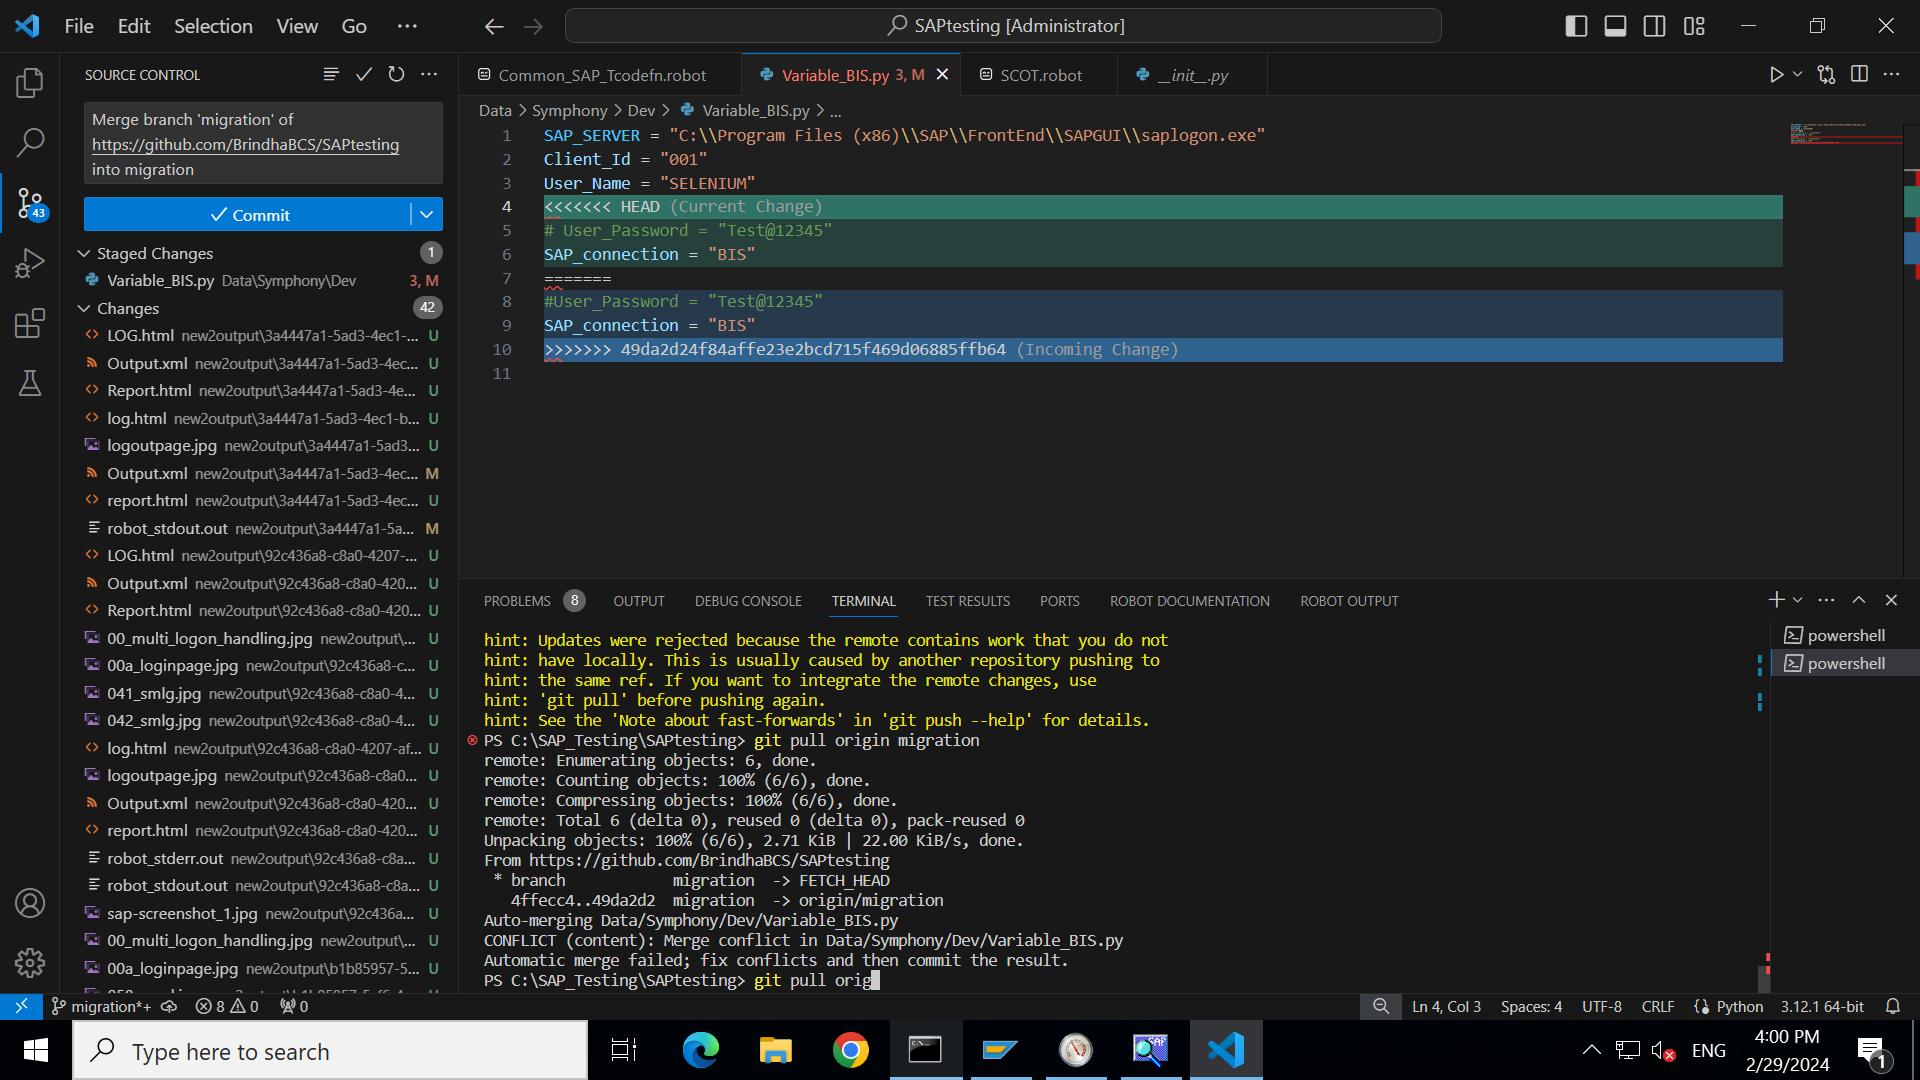 File Edit Selection View Go ··· SAPtesting [Administrator]
SOURCE CONTROL
Merge branch 'migration' of
https://github.com/BrindhaBCS/SAPtesting
into migration
Commit
Staged Changes 1
Variable_BIS.py Data\Symphony\Dev 3, M
Changes 42
LOG.html new2output\3a4447a1-5ad3-4ec1-... U
Output.xml new2output\3a4447a1-5ad3-4ec... U
Report.html new2output\3a4447a1-5ad3-4e... U
log.html new2output\3a4447a1-5ad3-4ec1-b... U
logoutpage.jpg new2output\3a4447a1-5ad3... U
Output.xml new2output\3a4447a1-5ad3-4ec... M
report.html new2output\3a4447a1-5ad3-4ec... U
robot_stdout.out new2output\3a4447a1-5a... M
LOG.html new2output\92c436a8-c8a0-4207-... U
Output.xml new2output\92c436a8-c8a0-420... U
Report.html new2output\92c436a8-c8a0-420... U
00_multi_logon_handling.jpg new2output\... U
00a_loginpage.jpg new2output\92c436a8-c... U
041_smlg.jpg new2output\92c436a8-c8a0-4... U
042_smlg.jpg new2output\92c436a8-c8a0-4... U
log.html new2output\92c436a8-c8a0-4207-af... U
logoutpage.jpg new2output\92c436a8-c8a0... U
Output.xml new2output\92c436a8-c8a0-420... U
report.html new2output\92c436a8-c8a0-420... U
robot_stderr.out new2output\92c436a8-c8a... U
robot_stdout.out new2output\92c436a8-c8a... U
sap-screenshot_1.jpg new2output\92c436a... U
00_multi_logon_handling.jpg new2output\... U
00a_loginpage.jpg new2output\b1b85957-5... U
43
Common_SAP_Tcodefn.robot Variable_BIS.py 3, M SCOT.robot __init__.py
Data > Symphony > Dev > Variable_BIS.py > ...
1 SAP_SERVER = "C:\\Program Files (x86)\\SAP\\FrontEnd\\SAPGUI\\saplogon.exe"
2 Client_Id = "001"
3 User_Name = "SELENIUM"
4 <<<<<<< HEAD (Current Change)
5 # User_Password = "Test@12345"
6 SAP_connection = "BIS"
7 =======
8 #User_Password = "Test@12345"
9 SAP_connection = "BIS"
10 >>>>>>> 49da2d24f84affe23e2bcd715f469d06885ffb64 (Incoming Change)
11
PROBLEMS 8 OUTPUT DEBUG CONSOLE TERMINAL TEST RESULTS PORTS ROBOT DOCUMENTATION ROBOT OUTPUT
hint: Updates were rejected because the remote contains work that you do not
hint: have locally. This is usually caused by another repository pushing to
hint: the same ref. If you want to integrate the remote changes, use
hint: 'git pull' before pushing again.
hint: See the 'Note about fast-forwards' in 'git push --help' for details.
PS C:\SAP_Testing\SAPtesting> git pull origin migration
remote: Enumerating objects: 6, done.
remote: Counting objects: 100% (6/6), done.
remote: Compressing objects: 100% (6/6), done.
remote: Total 6 (delta 0), reused 0 (delta 0), pack-reused 0
Unpacking objects: 100% (6/6), 2.71 KiB | 22.00 KiB/s, done.
From https://github.com/BrindhaBCS/SAPtesting
* branch migration -> FETCH_HEAD
4ffecc4..49da2d2 migration -> origin/migration
Auto-merging Data/Symphony/Dev/Variable_BIS.py
CONFLICT (content): Merge conflict in Data/Symphony/Dev/Variable_BIS.py
Automatic merge failed; fix conflicts and then commit the result.
PS C:\SAP_Testing\SAPtesting> git pull orig
powershell
powershell
migration*+ 8 0 0 Ln 4, Col 3 Spaces: 4 UTF-8 CRLF Python 3.12.1 64-bit
Type here to search
ENG
4:00 PM
2/29/2024
1